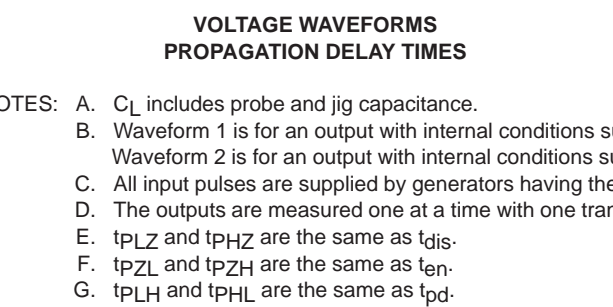 VOLTAGE WAVEFORMS
PROPAGATION DELAY TIMES
OTES: A. CL includes probe and jig capacitance.
B. Waveform 1 is for an output with internal conditions su
Waveform 2 is for an output with internal conditions su
C. All input pulses are supplied by generators having the
D. The outputs are measured one at a time with one tran
E. tPLZ and tPHZ are the same as tdis.
F. tPZL and tPZH are the same as ten.
G. tPLH and tPHL are the same as tpd.